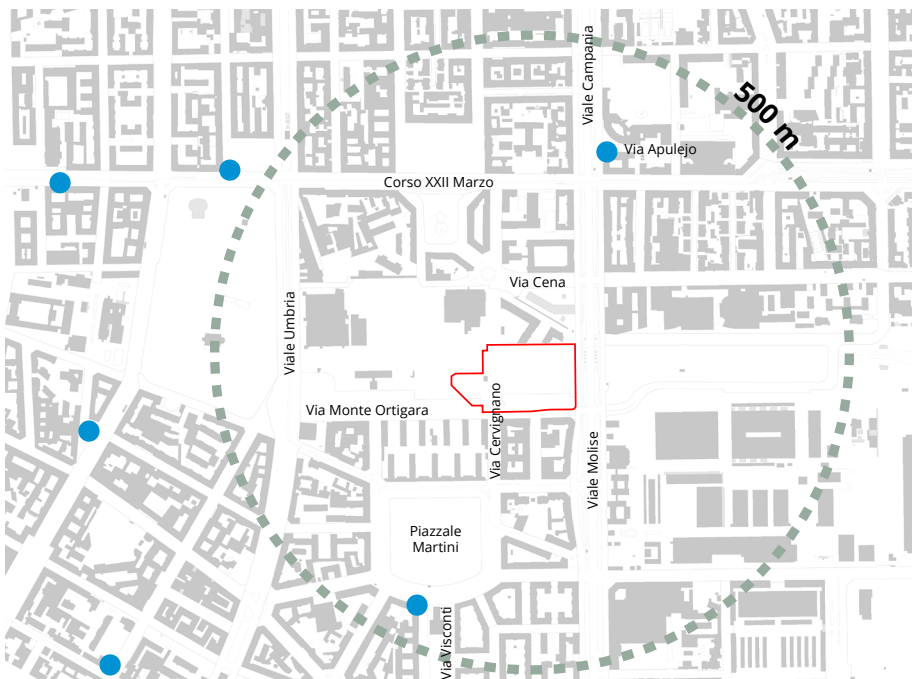 Viale Campania
500 m
Via Apulejo
Corso XXII Marzo
Via Cena
Viale Umbria
Via Monte Ortigara
Via Cervignano
Viale Molise
Piazzale
Martini
Via Visconti